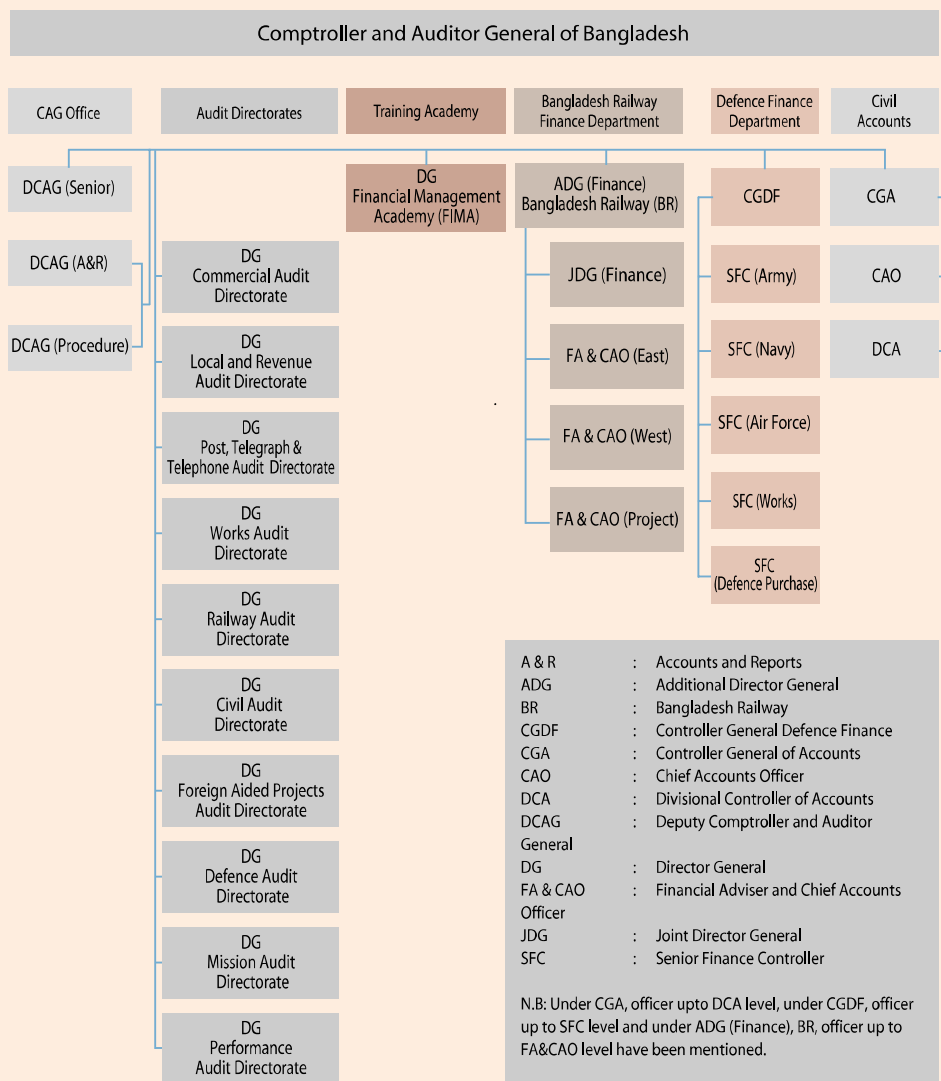 Comptroller and Auditor General of Bangladesh
CAG Office
Audit Directorates
Training Academy
Bangladesh Railway
Finance Department
Defence Finance
Department
Civil
Accounts
DCAG (Senior)
DCAG (A&R)
DCAG (Procedure)
DG
Commercial Audit
Directorate
DG
Local and Revenue
Audit Directorate
DG
Post, Telegraph &
Telephone Audit Directorate
DG
Works Audit
Directorate
DG
Railway Audit
Directorate
DG
Civil Audit
Directorate
DG
Foreign Aided Projects
Audit Directorate
DG
Defence Audit
Directorate
DG
Mission Audit
Directorate
DG
Performance
Audit Directorate
DG
Financial Management
Academy (FIMA)
ADG (Finance)
Bangladesh Railway (BR)
JDG (Finance)
FA & CAO (East)
FA & CAO (West)
FA & CAO (Project)
CGDF
SFC (Army)
SFC (Navy)
SFC (Air Force)
SFC (Works)
SFC
(Defence Purchase)
CGA
CAO
DCA
A & R : Accounts and Reports
ADG : Additional Director General
BR : Bangladesh Railway
CGDF : Controller General Defence Finance
CGA : Controller General of Accounts
CAO : Chief Accounts Officer
DCA : Divisional Controller of Accounts
DCAG : Deputy Comptroller and Auditor
General
DG : Director General
FA & CAO : Financial Adviser and Chief Accounts
Officer
JDG : Joint Director General
SFC : Senior Finance Controller
N.B: Under CGA, officer upto DCA level, under CGDF, officer
up to SFC level and under ADG (Finance), BR, officer up to
FA&CAO level have been mentioned.